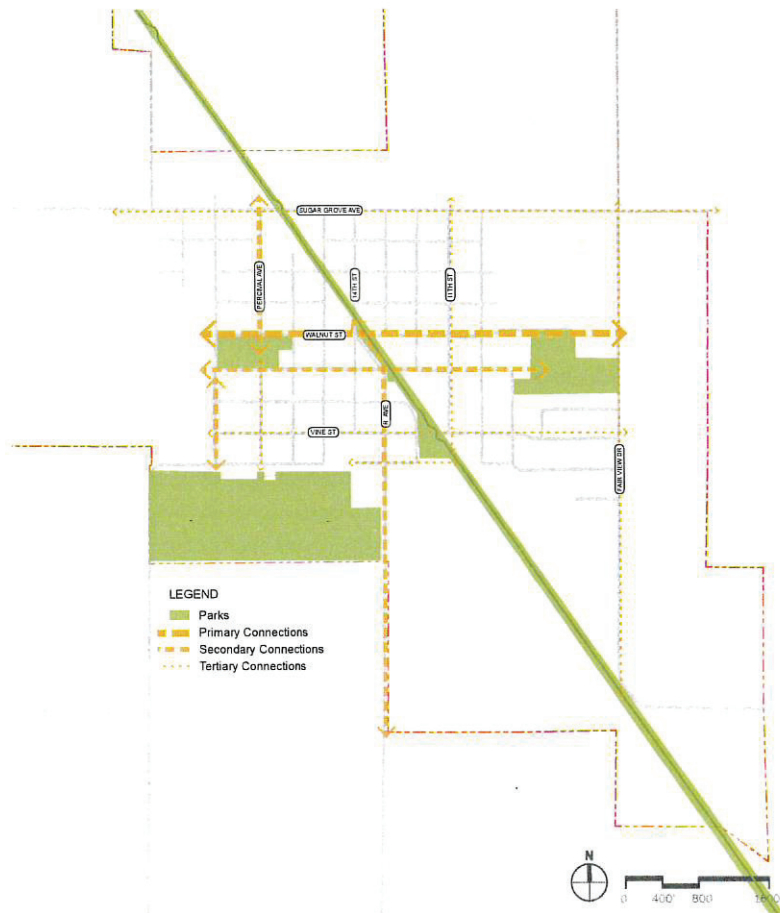 SUGAR GROVE AVE
PERCIVAL AVE
14TH ST
11TH ST
WALNUT ST
R AVE
VINE ST
FAIR VIEW DR
LEGEND
Parks
Primary Connections
Secondary Connections
Tertiary Connections
N
0 400' 800 1600